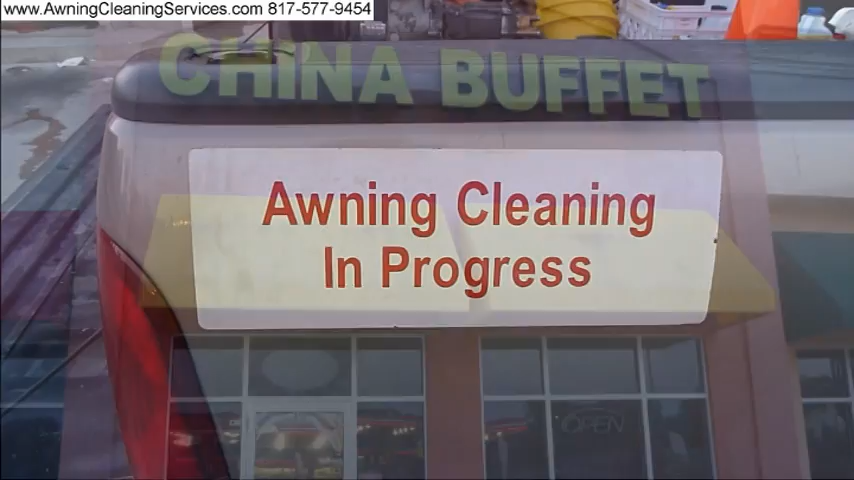 www.AwningCleaningServices.com 817-577-9454
CHINA BUFFET
Awning Cleaning
In Progress
OPEN